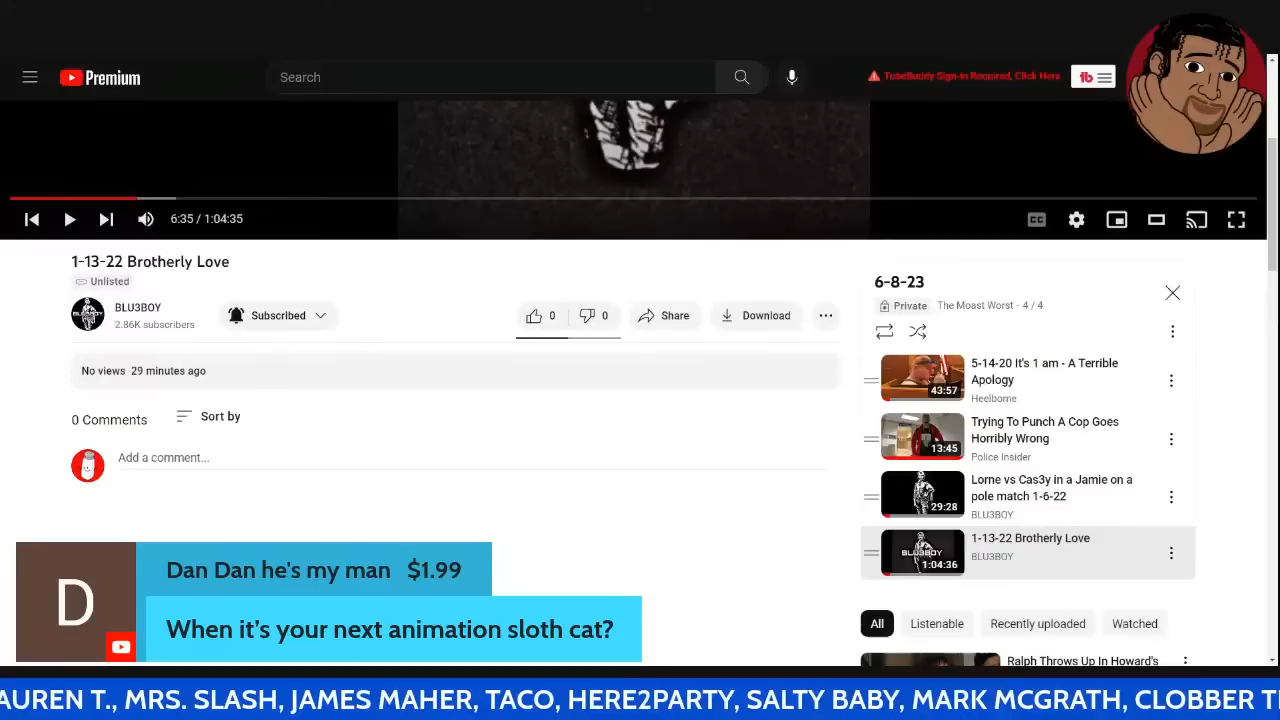 Premium
Search
TubeBuddy Sign-in Required, Click Here
tb
6:35 / 1:04:35
CC
1-13-22 Brotherly Love
Unlisted
BLU3BOY
2.86K subscribers
Subscribed
0
0
Share
Download
No views 29 minutes ago
0 Comments
Sort by
Add a comment...
6-8-23
Private The Moast Worst - 4 / 4
43:57
5-14-20 It's 1 am - A Terrible
Apology
Heelborne
13:45
Trying To Punch A Cop Goes
Horribly Wrong
Police Insider
29:28
Lorne vs Cas3y in a Jamie on a
pole match 1-6-22
BLU3BOY
BLU3BOY
1:04:36
1-13-22 Brotherly Love
BLU3BOY
All
Listenable
Recently uploaded
Watched
Ralph Throws Up In Howard's
D
Dan Dan he's my man $1.99
When it's your next animation sloth cat?
AUREN T., MRS. SLASH, JAMES MAHER, TACO, HERE2PARTY, SALTY BABY, MARK MCGRATH, CLOBBER T